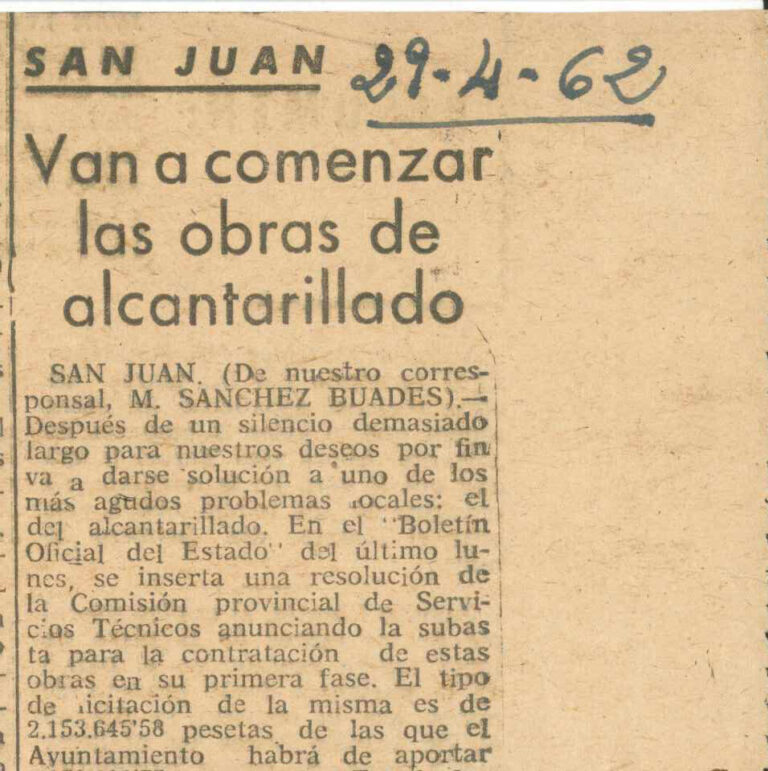 SAN JUAN 29-4-62
Van a comenzar
las obras de
alcantarillado
SAN JUAN. (De nuestro corres-
ponsal, M. SANCHEZ BUADES).—
Después de un silencio demasiado
largo para nuestros deseos por fin
va a darse solución a uno de los
más agudos problemas locales: el
del alcantarillado. En el "Boletín
Oficial del Estado" del último lu-
nes, se inserta una resolución de
la Comisión provincial de Servi-
cios Técnicos anunciando la subas
ta para la contratación de estas
obras en su primera fase. El tipo
de licitación de la misma es de
2.153.645'58 pesetas de las que el
Ayuntamiento habrá de aportar